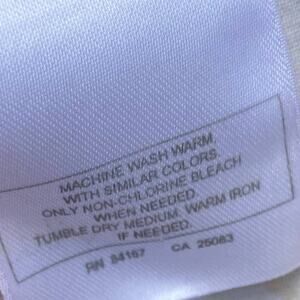 MACHINE WASH WARM,
WITH SIMILAR COLORS,
ONLY NON-CHLORINE BLEACH
WHEN NEEDED.
TUMBLE DRY MEDIUM. WARM IRON
IF NEEDED.
RN 54167 CA 25083